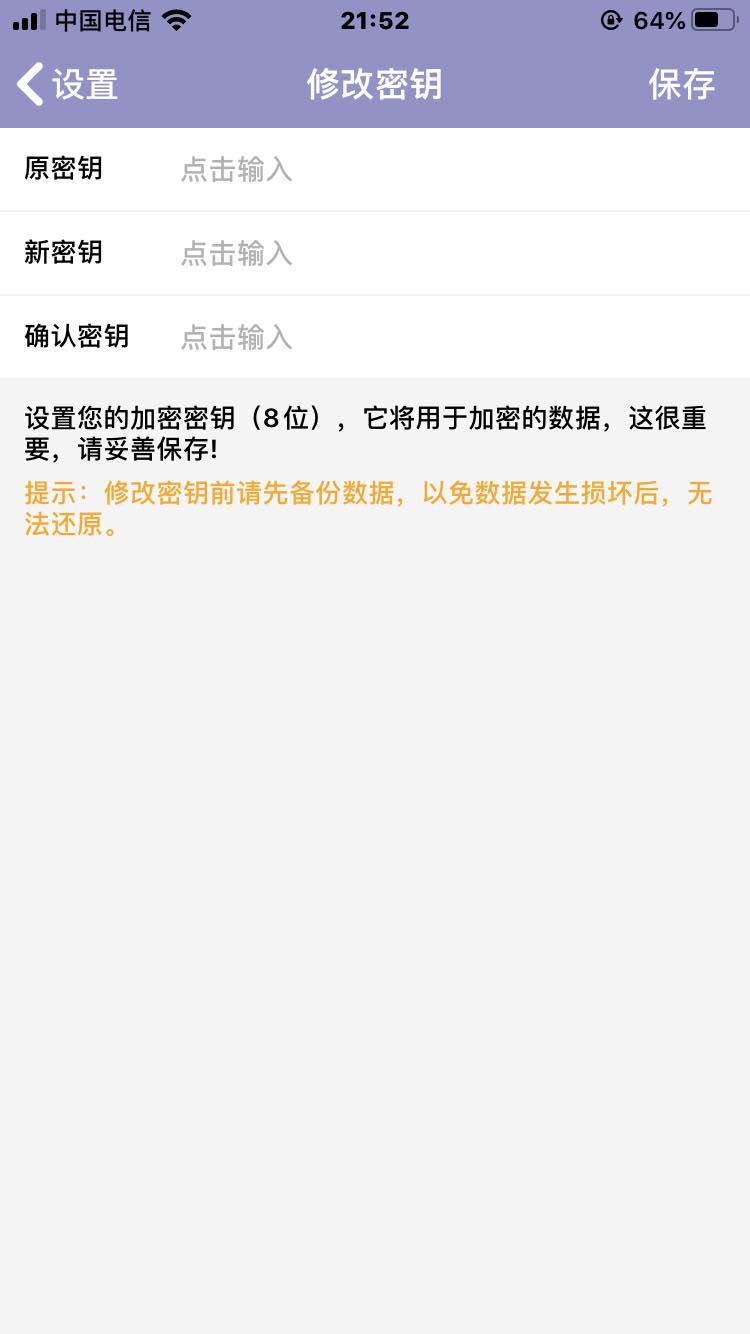 中国电信 21:52 64%
设置 修改密钥 保存
原密钥 点击输入
新密钥 点击输入
确认密钥 点击输入
设置您的加密密钥（8位），它将用于加密的数据，这很重
要，请妥善保存!
提示：修改密钥前请先备份数据，以免数据发生损坏后，无
法还原。